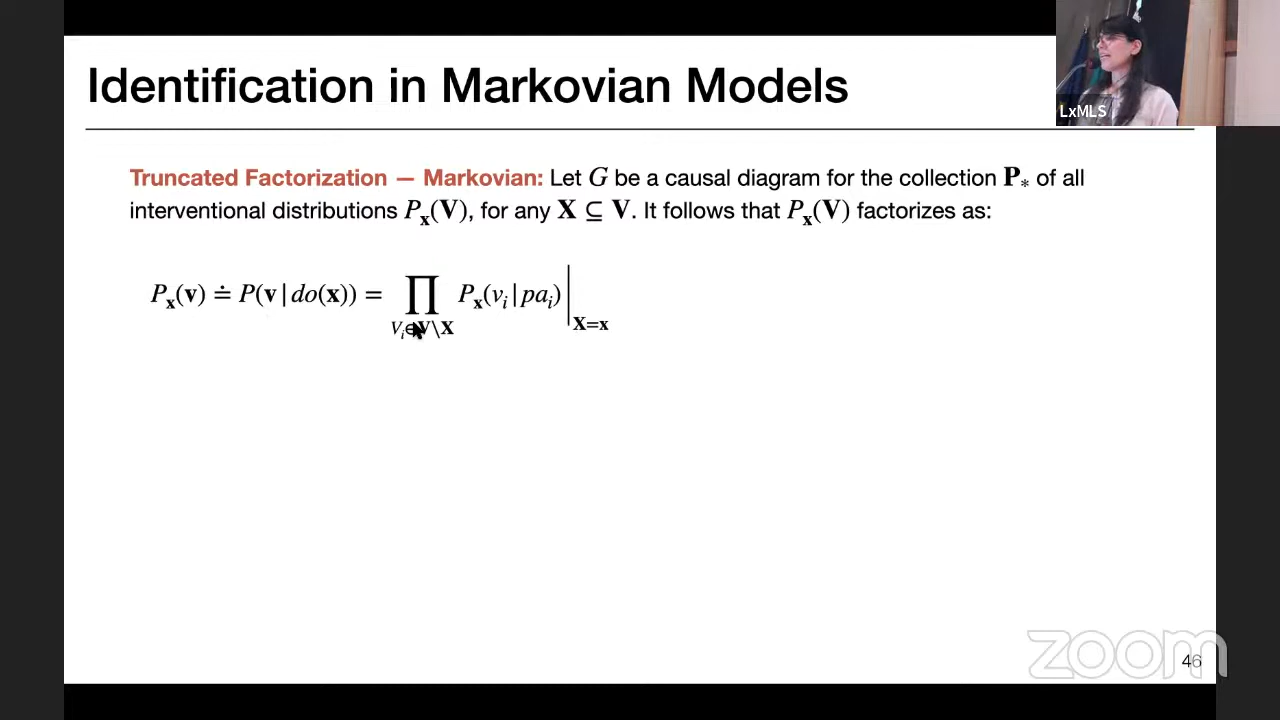 Identification in Markovian Models
LxMLS
Truncated Factorization — Markovian: Let G be a causal diagram for the collection P* of all
interventional distributions Pₓ(V), for any X ⊆ V. It follows that Pₓ(V) factorizes as:
Pₓ(v) ≐ P(v | do(x)) = ∏_{Vᵢ∈V\X} Pₓ(vᵢ | paᵢ) |_{X=x}
zoom
46